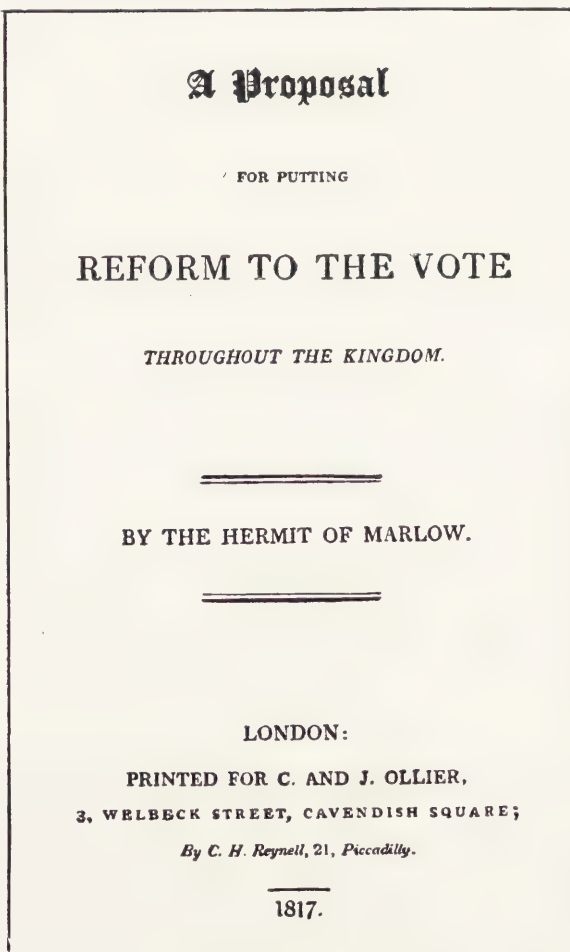 A Proposal
FOR PUTTING
REFORM TO THE VOTE
THROUGHOUT THE KINGDOM.
BY THE HERMIT OF MARLOW.
LONDON:
PRINTED FOR C. AND J. OLLIER,
3, WELBECK STREET, CAVENDISH SQUARE;
By C. H. Reynell, 21, Piccadilly.
1817.